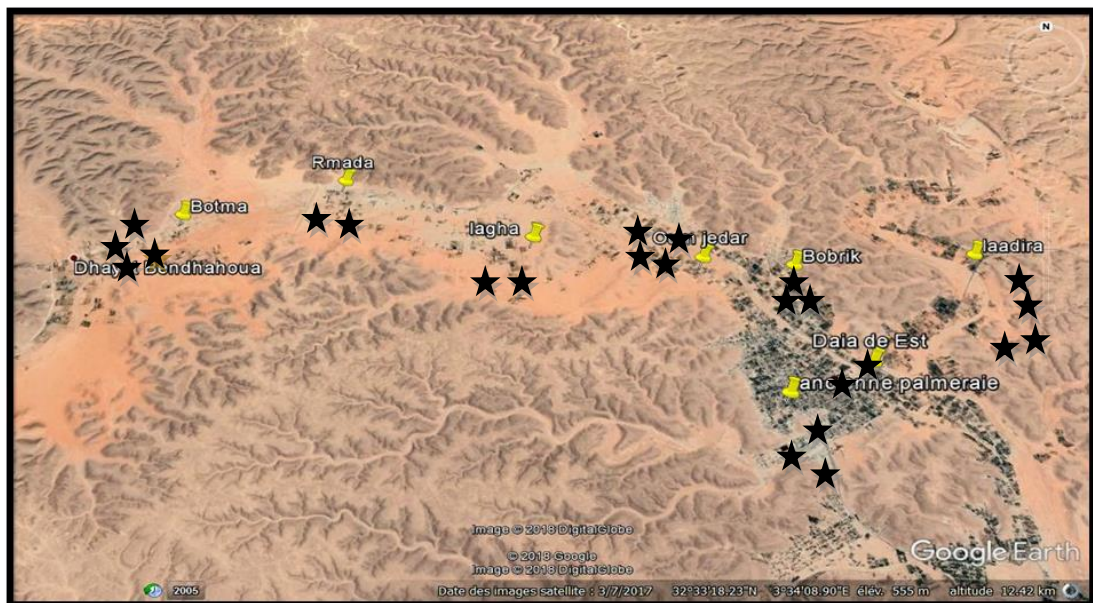 N
Rmada
Botma
lagha
jedar
laadira
Bobrik
Dhaya Bendhahoua
Daia de Est
palmeraie
Image © 2018 DigitalGlobe
© 2018 Google
Image © 2018 DigitalGlobe
Google Earth
2005
Date des images satellite : 3/7/2017 32°33'18.23"N 3°34'08.90"E élév. 555 m altitude 12.42 km